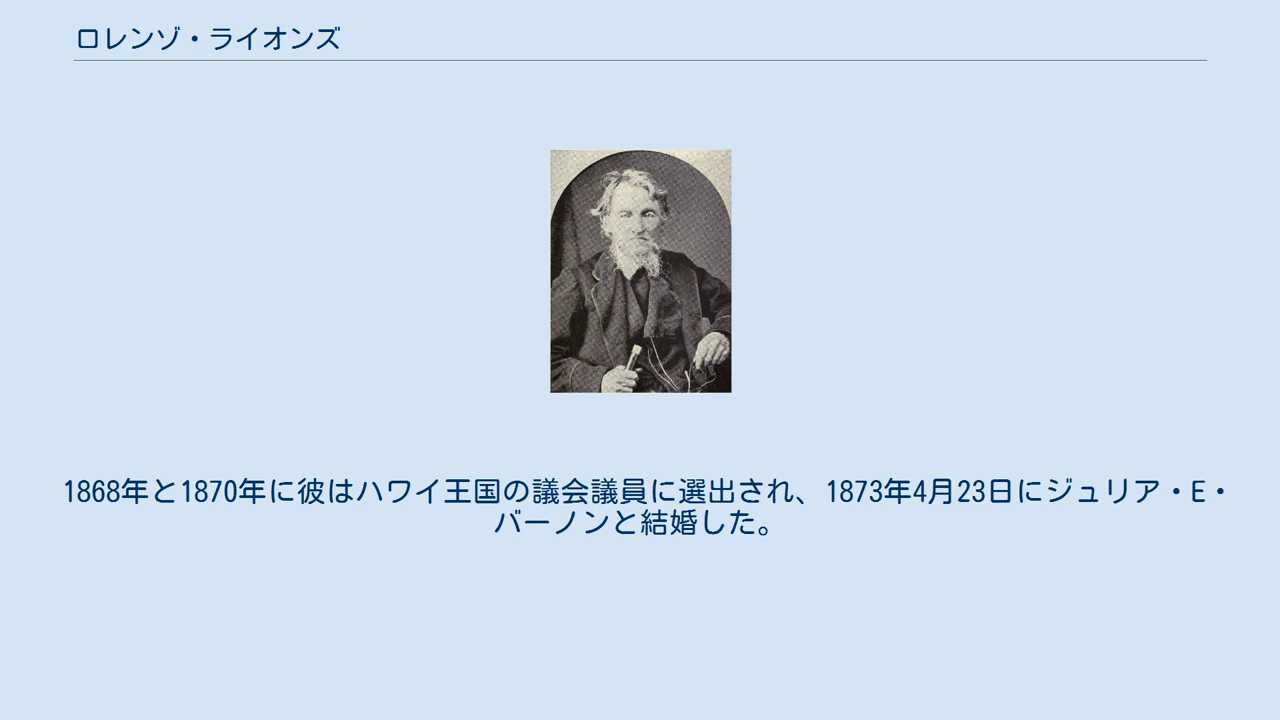 ロレンゾ・ライオンズ
1868年と1870年に彼はハワイ王国の議会議員に選出され、1873年4月23日にジュリア・E・
バーノンと結婚した。